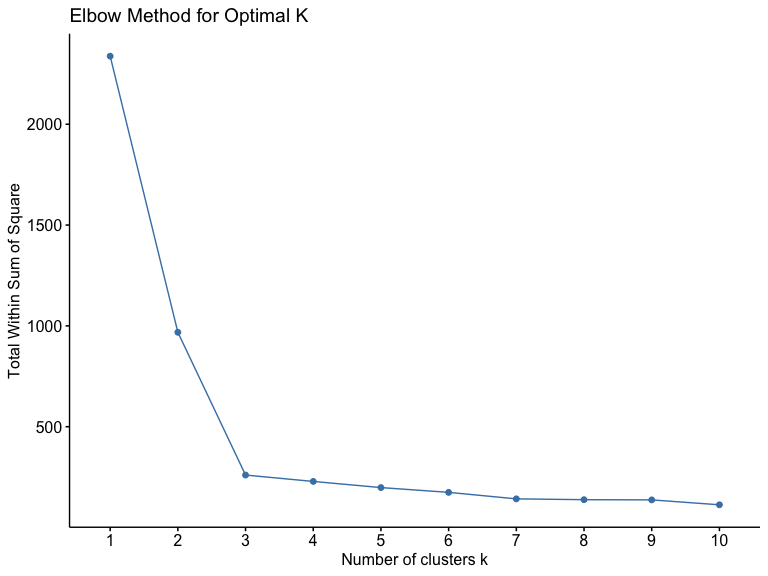 Elbow Method for Optimal K
Total Within Sum of Square
2000
1500
1000
500
1 2 3 4 5 6 7 8 9 10
Number of clusters k